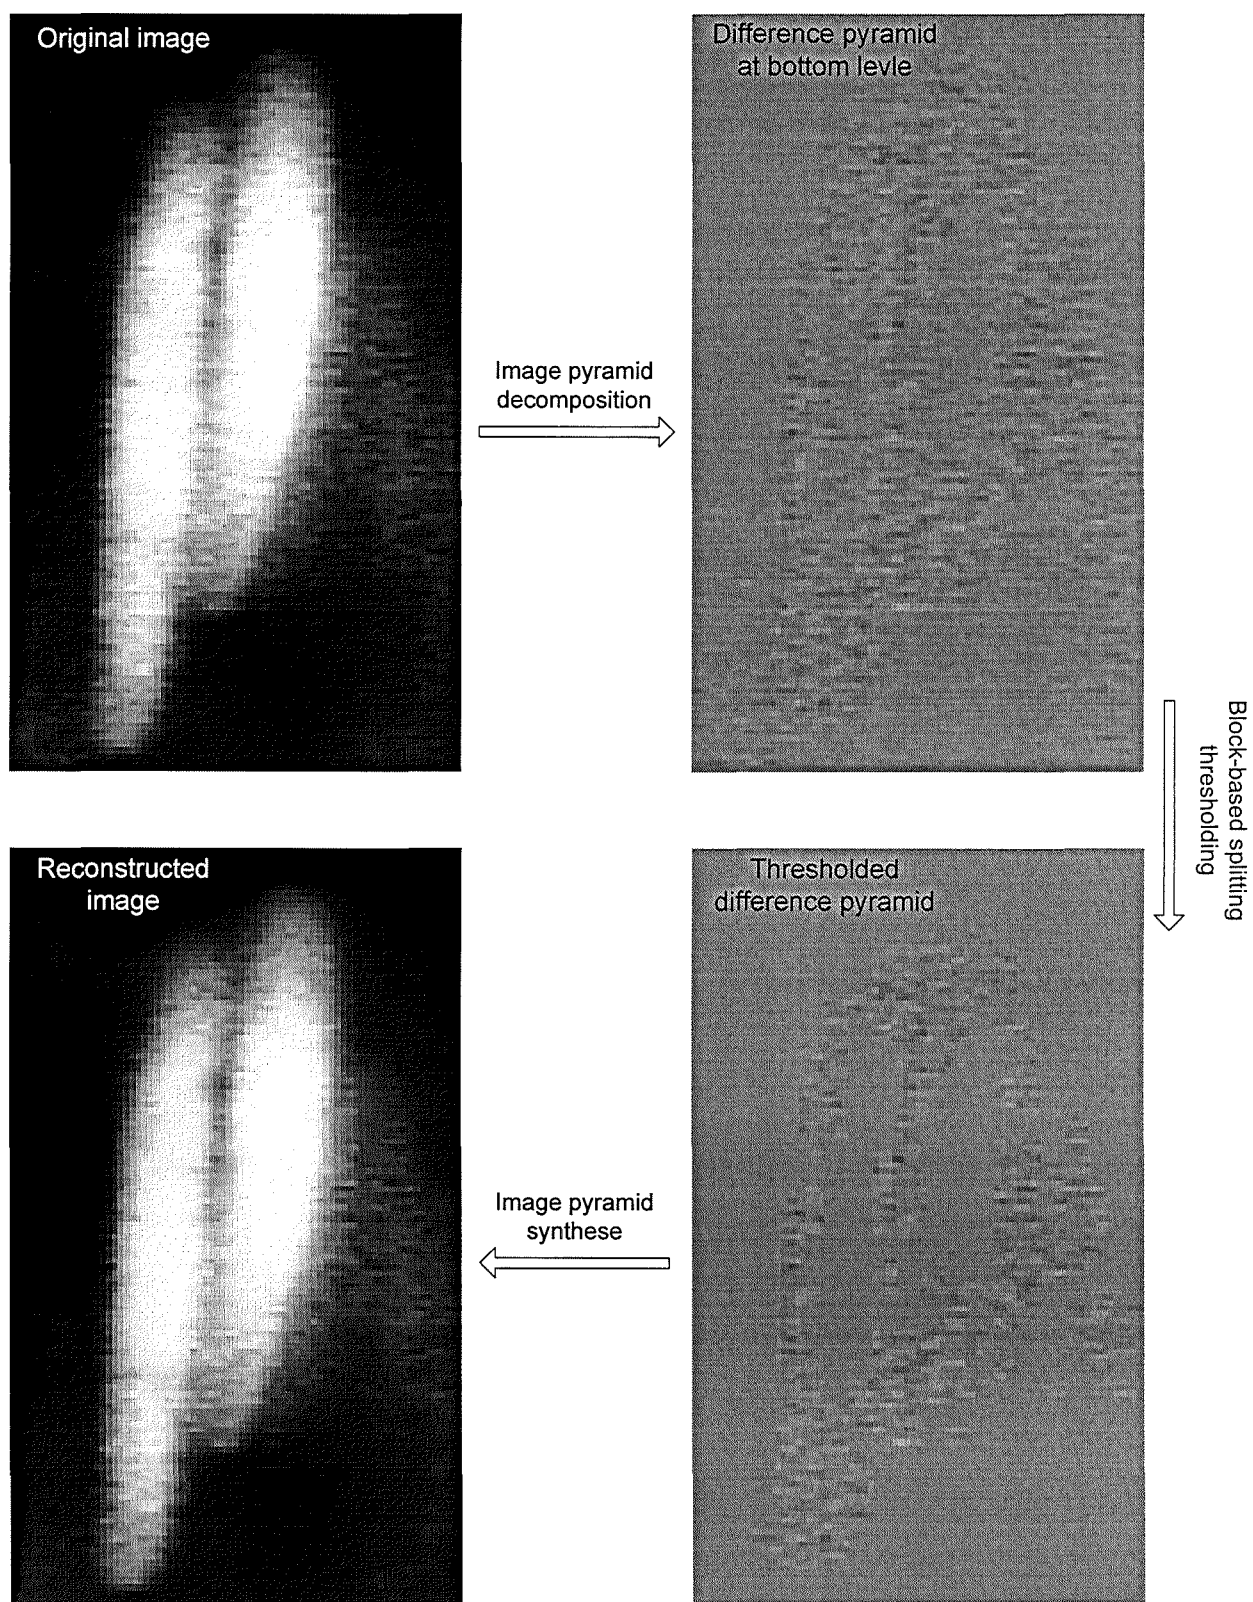 Original image
Difference pyramid
at bottom levle
Image pyramid
decomposition
Block-based splitting
thresholding
Reconstructed
image
Thresholded
difference pyramid
Image pyramid
synthese